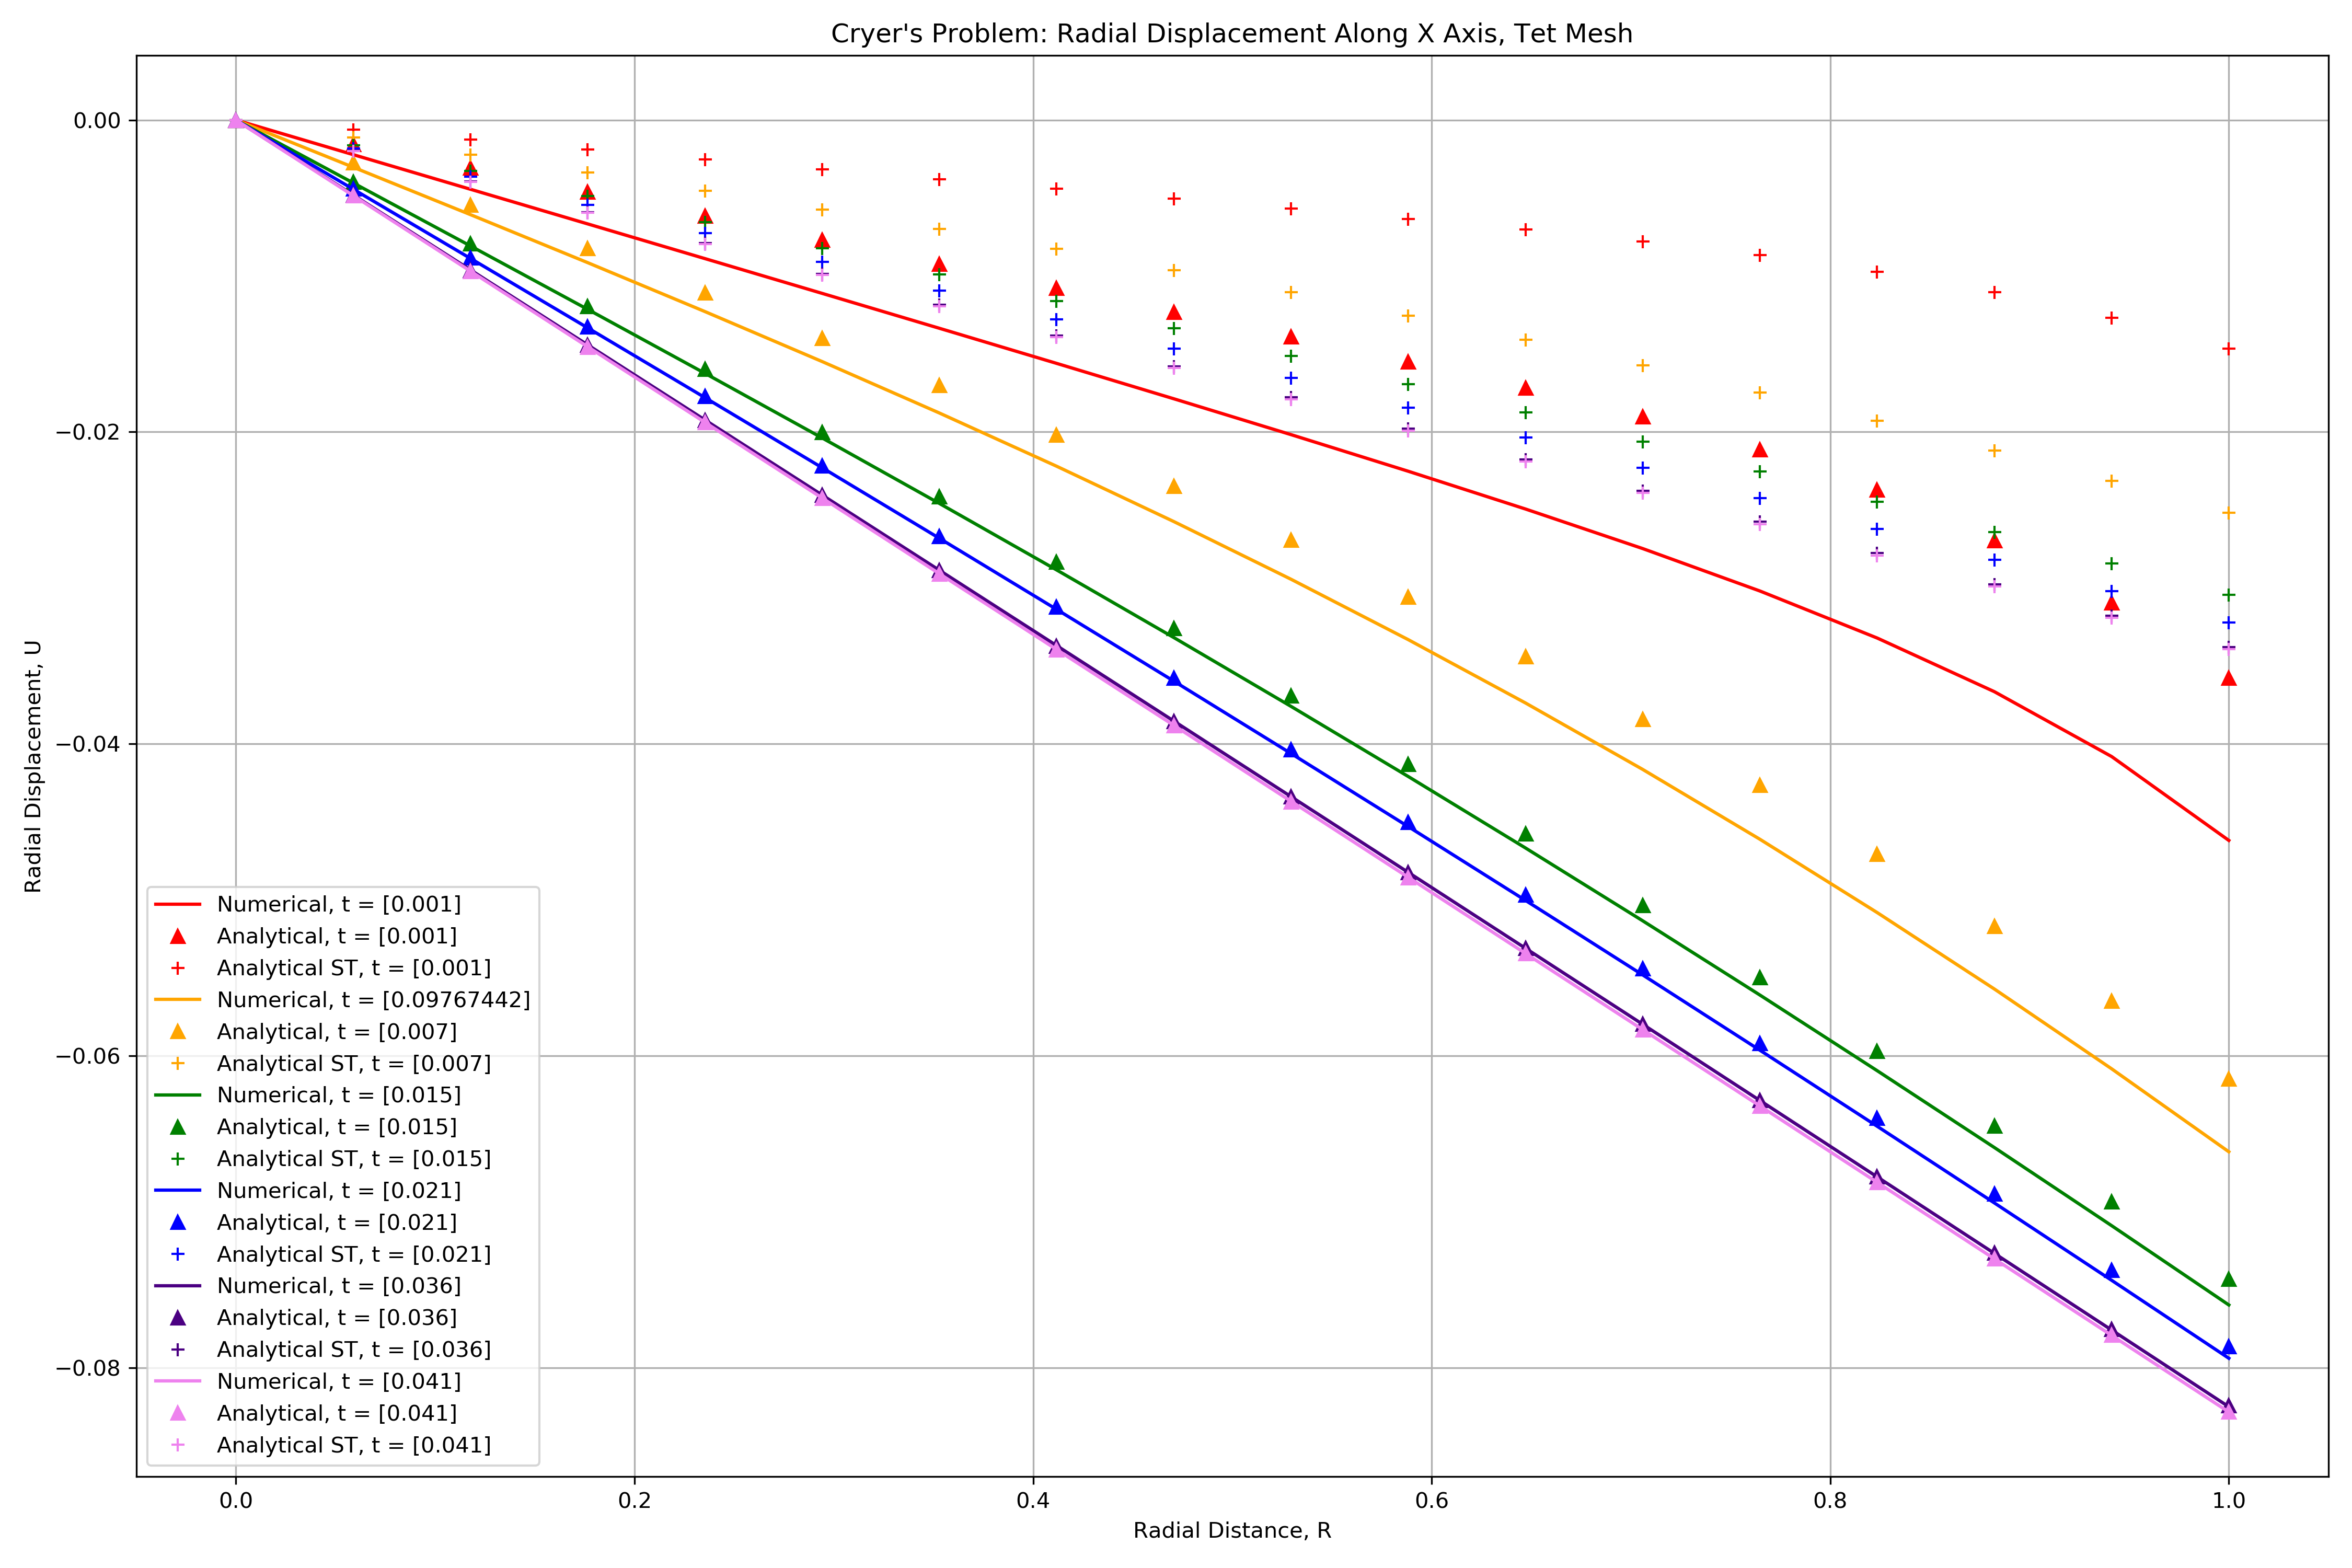 Cryer's Problem: Radial Displacement Along X Axis, Tet Mesh
Radial Displacement, U
0.00
−0.02
−0.04
−0.06
−0.08
Numerical, t = [0.001]
Analytical, t = [0.001]
Analytical ST, t = [0.001]
Numerical, t = [0.09767442]
Analytical, t = [0.007]
Analytical ST, t = [0.007]
Numerical, t = [0.015]
Analytical, t = [0.015]
Analytical ST, t = [0.015]
Numerical, t = [0.021]
Analytical, t = [0.021]
Analytical ST, t = [0.021]
Numerical, t = [0.036]
Analytical, t = [0.036]
Analytical ST, t = [0.036]
Numerical, t = [0.041]
Analytical, t = [0.041]
Analytical ST, t = [0.041]
0.0 0.2 0.4 0.6 0.8 1.0
Radial Distance, R